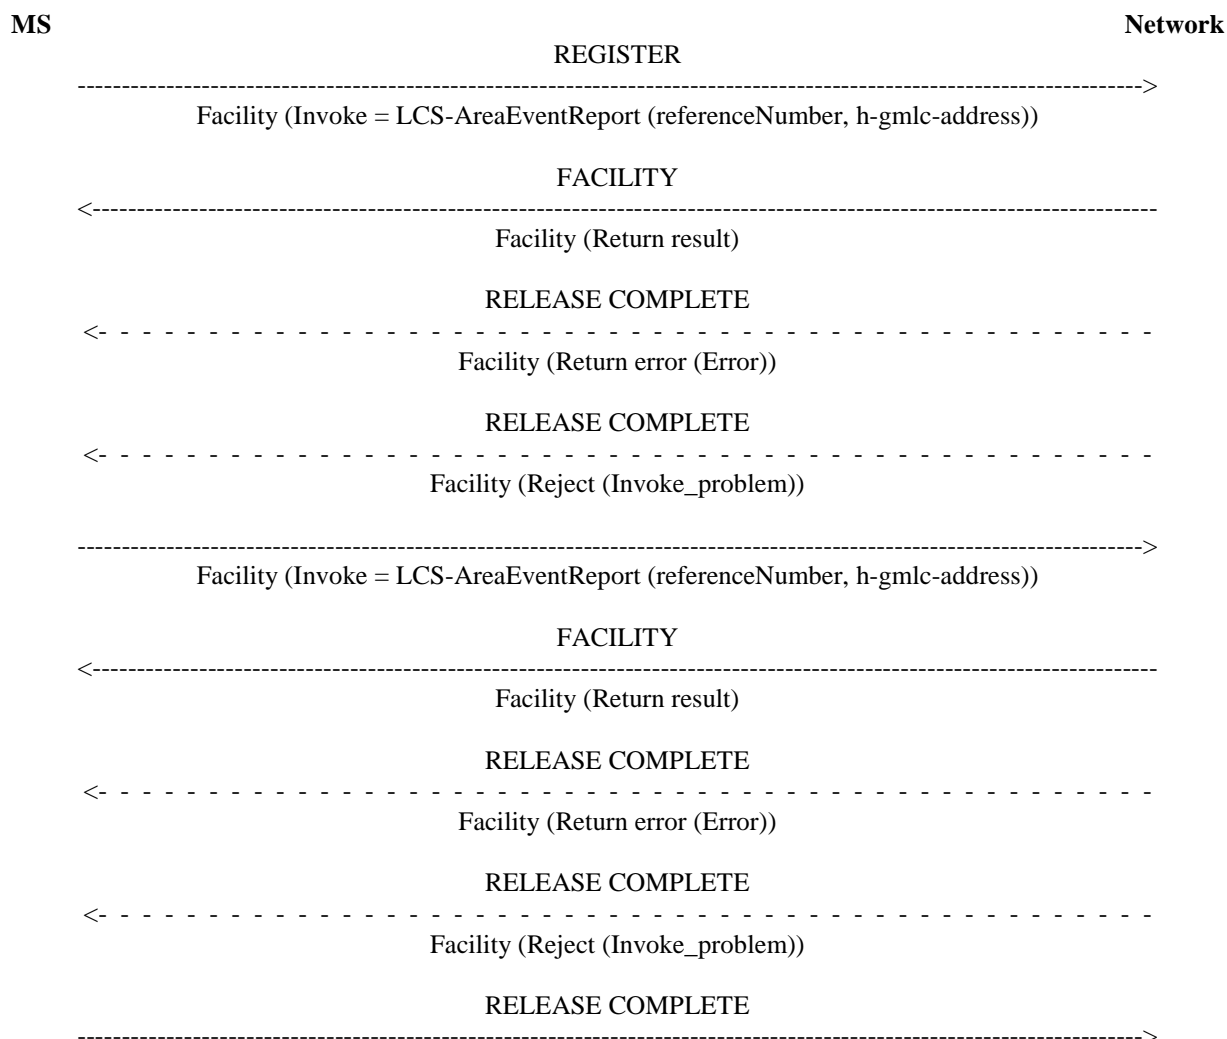 MS Network
REGISTER
------------------------------------------------------------------------------------------------------------------------>
Facility (Invoke = LCS-AreaEventReport (referenceNumber, h-gmlc-address))
FACILITY
<------------------------------------------------------------------------------------------------------------------------
Facility (Return result)
RELEASE COMPLETE
<- - - - - - - - - - - - - - - - - - - - - - - - - - - - - - - - - - - - - - - - - - - - - - - - -
Facility (Return error (Error))
RELEASE COMPLETE
<- - - - - - - - - - - - - - - - - - - - - - - - - - - - - - - - - - - - - - - - - - - - - - - - -
Facility (Reject (Invoke_problem))
------------------------------------------------------------------------------------------------------------------------>
Facility (Invoke = LCS-AreaEventReport (referenceNumber, h-gmlc-address))
FACILITY
<------------------------------------------------------------------------------------------------------------------------
Facility (Return result)
RELEASE COMPLETE
<- - - - - - - - - - - - - - - - - - - - - - - - - - - - - - - - - - - - - - - - - - - - - - - - -
Facility (Return error (Error))
RELEASE COMPLETE
<- - - - - - - - - - - - - - - - - - - - - - - - - - - - - - - - - - - - - - - - - - - - - - - - -
Facility (Reject (Invoke_problem))
RELEASE COMPLETE
------------------------------------------------------------------------------------------------------------------------>